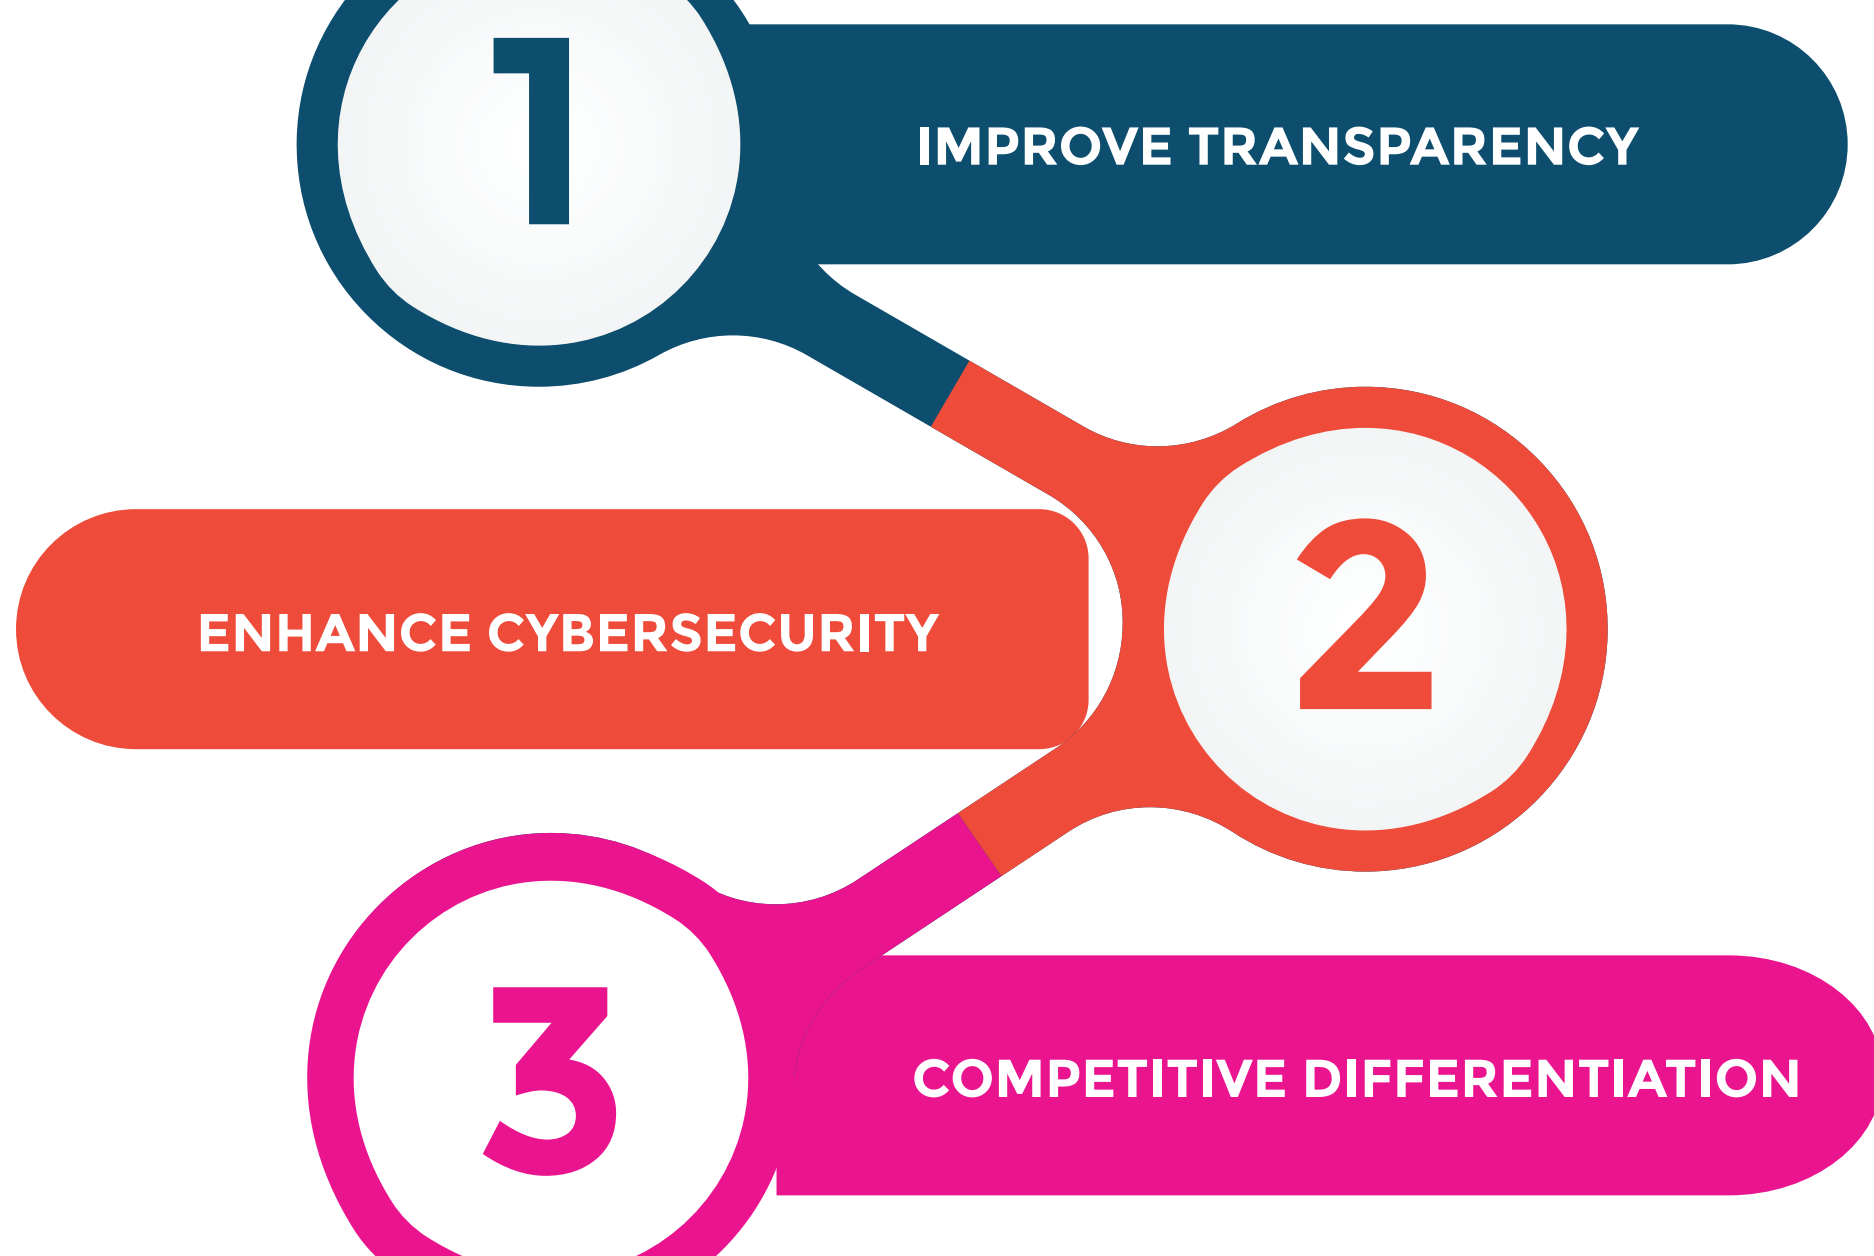 1
IMPROVE TRANSPARENCY
ENHANCE CYBERSECURITY
2
3
COMPETITIVE DIFFERENTIATION